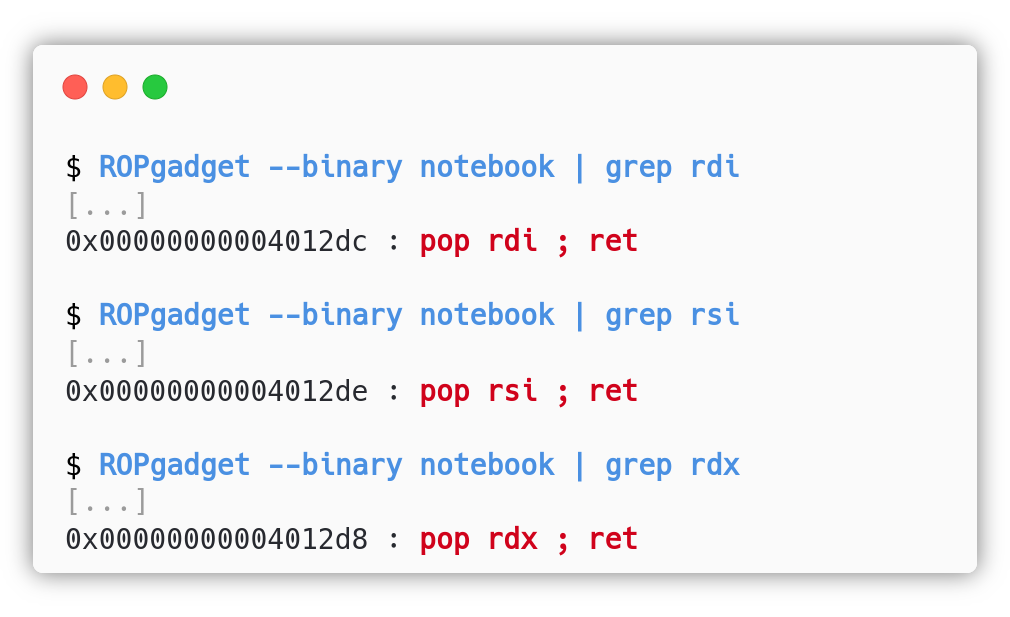 $ ROPgadget --binary notebook | grep rdi
[...]
0x00000000004012dc : pop rdi ; ret
$ ROPgadget --binary notebook | grep rsi
[...]
0x00000000004012de : pop rsi ; ret
$ ROPgadget --binary notebook | grep rdx
[...]
0x00000000004012d8 : pop rdx ; ret